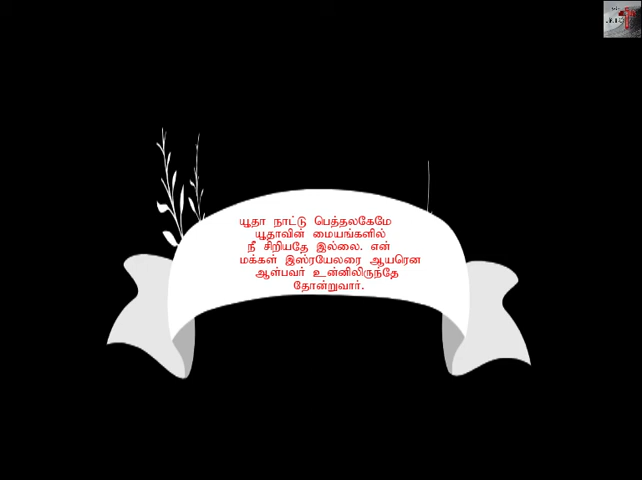 யூதா நாட்டு பெத்தலகேமே
யூதாவின் மையங்களில்
நீ சிறியதே இல்லை. என்
மக்கள் இஸ்ரயேலரை ஆயரென
ஆள்பவர் உன்னிலிருந்தே
தோன்றுவார்.